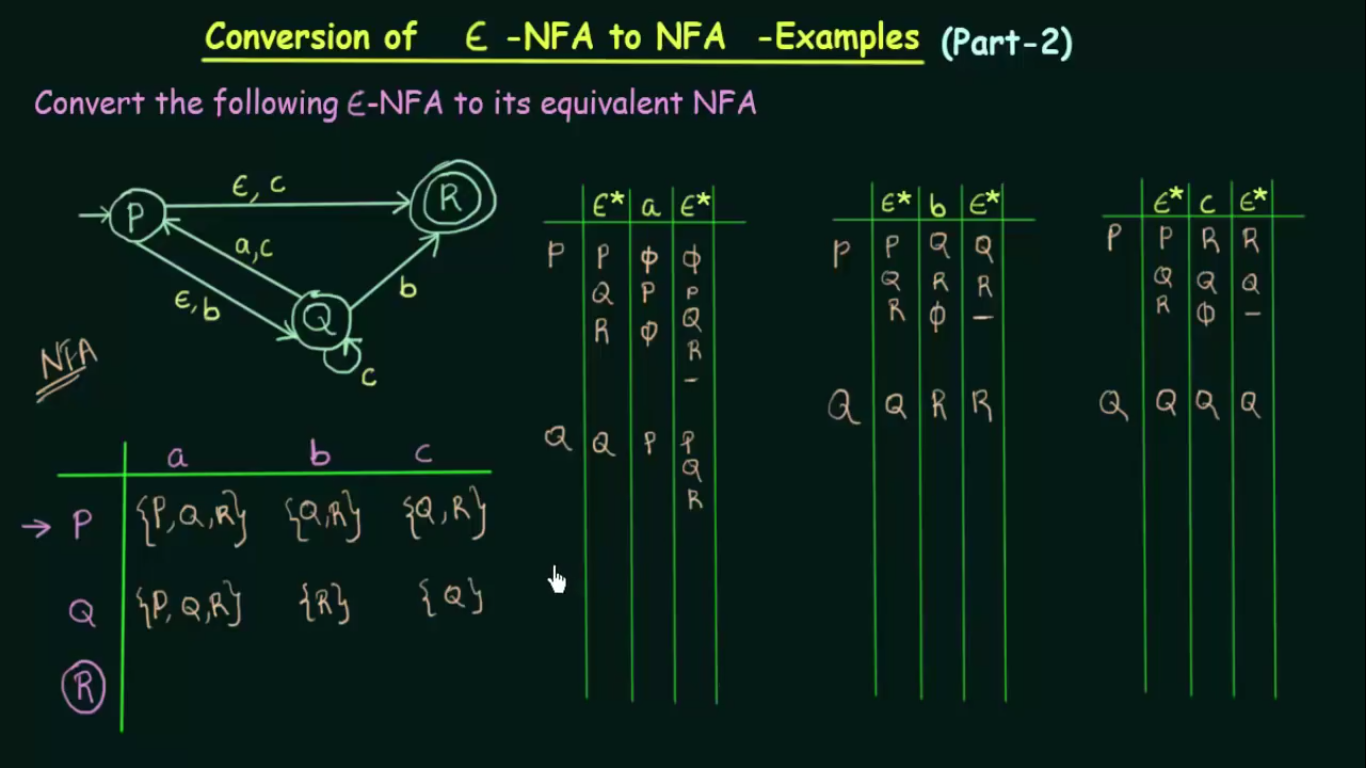 Conversion of ϵ -NFA to NFA -Examples (Part-2)
Convert the following ϵ-NFA to its equivalent NFA
P
ϵ, c
R
a,c
ϵ,b
b
Q
c
NFA
a b c
→ P {P,Q,R} {Q,R} {Q,R}
Q {P,Q,R} {R} {Q}
R
ϵ* a ϵ*
P P ϕ ϕ
Q P P
R ϕ Q
R
–
Q Q P P
Q
R
ϵ* b ϵ*
P P Q Q
Q R R
R ϕ –
Q Q R R
ϵ* c ϵ*
P P R R
Q Q Q
R ϕ –
Q Q Q Q